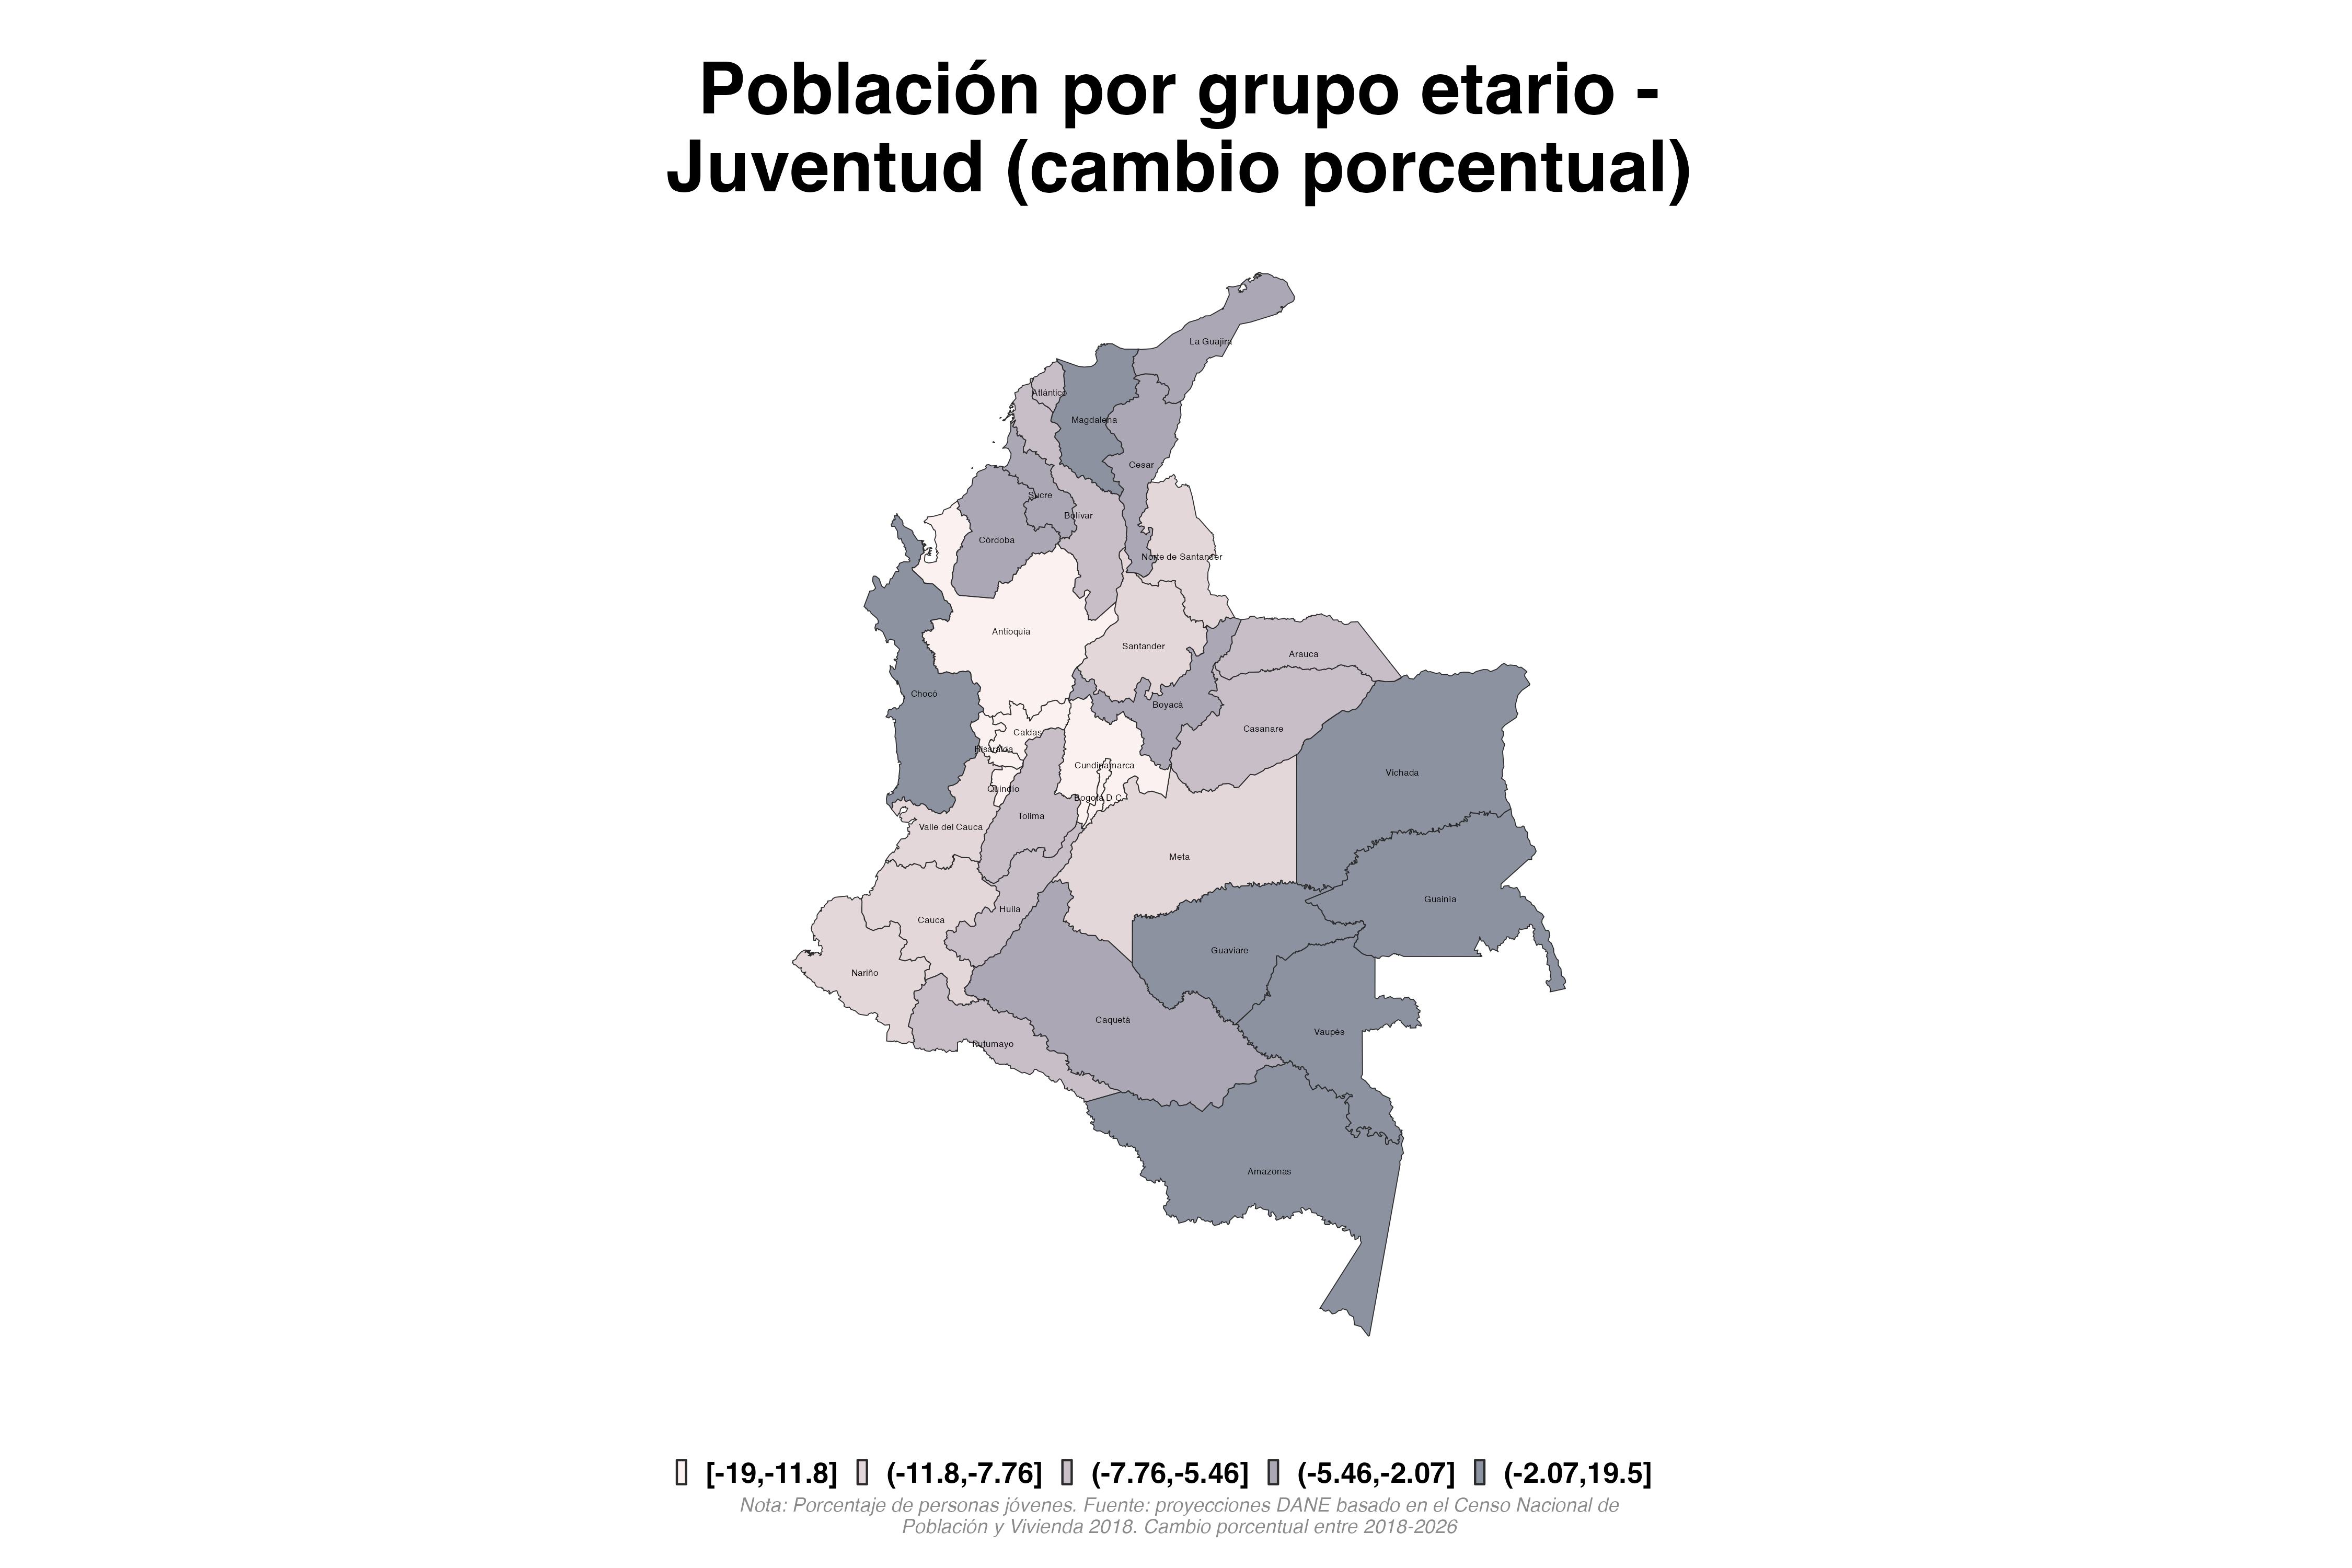 Población por grupo etario -
Juventud (cambio porcentual)
La Guajira
Atlántico
Magdalena
Cesar
Sucre
Bolívar
Córdoba
Norte de Santander
Antioquia
Santander
Arauca
Chocó
Boyacá
Casanare
Caldas
Risaralda
Cundinamarca
Vichada
Quindío
Bogotá D.C.
Tolima
Valle del Cauca
Meta
Guainía
Huila
Cauca
Guaviare
Nariño
Caquetá
Vaupés
Putumayo
Amazonas
[-19,-11.8] (-11.8,-7.76] (-7.76,-5.46] (-5.46,-2.07] (-2.07,19.5]
Nota: Porcentaje de personas jóvenes. Fuente: proyecciones DANE basado en el Censo Nacional de
Población y Vivienda 2018. Cambio porcentual entre 2018-2026